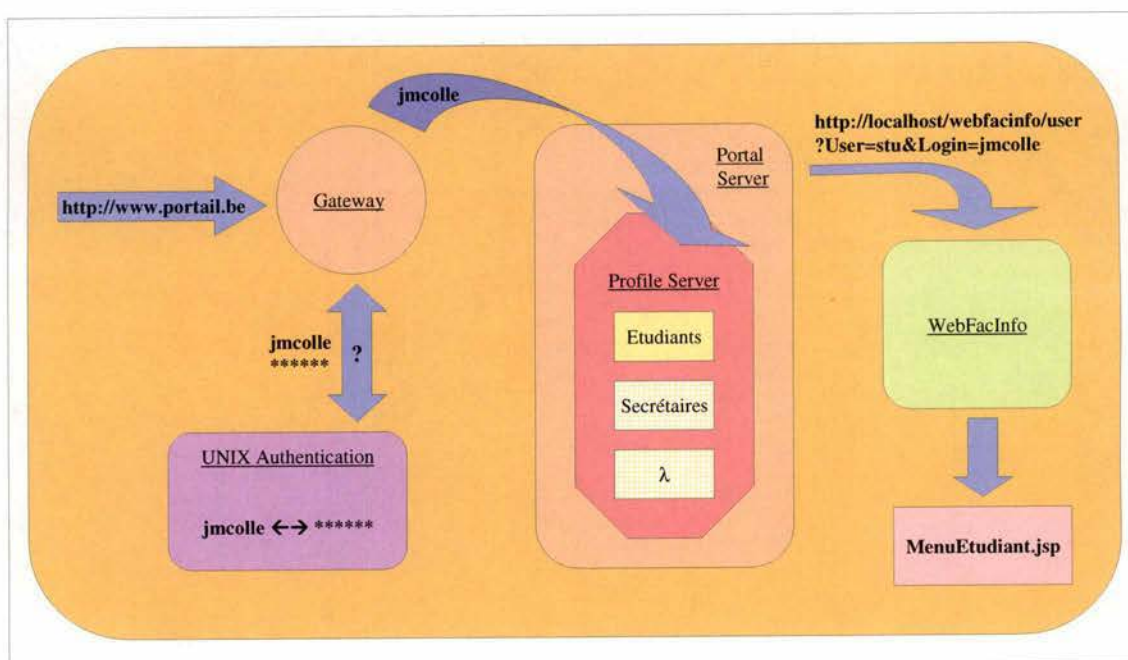 jmcolle
http://localhost/webfacinfo/user
?User=stu&Login=jmcolle
Portal
Server
Gateway
http://www.portail.be
Profile Server
WebFacInfo
Etudiants
jmcolle
******
?
Secrétaires
UNIX Authentication
λ
jmcolle ←→ ******
MenuEtudiant.jsp